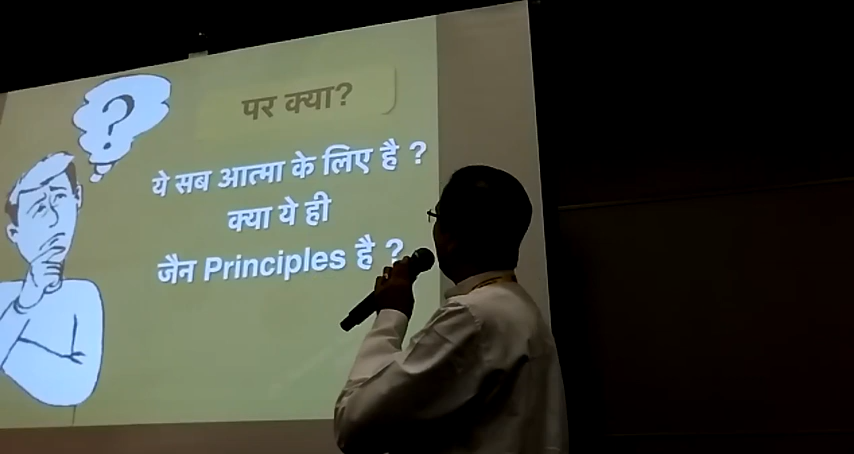 ?
पर क्या?
ये सब आत्मा के लिए है ?
क्या ये ही
जैन Principles है ?